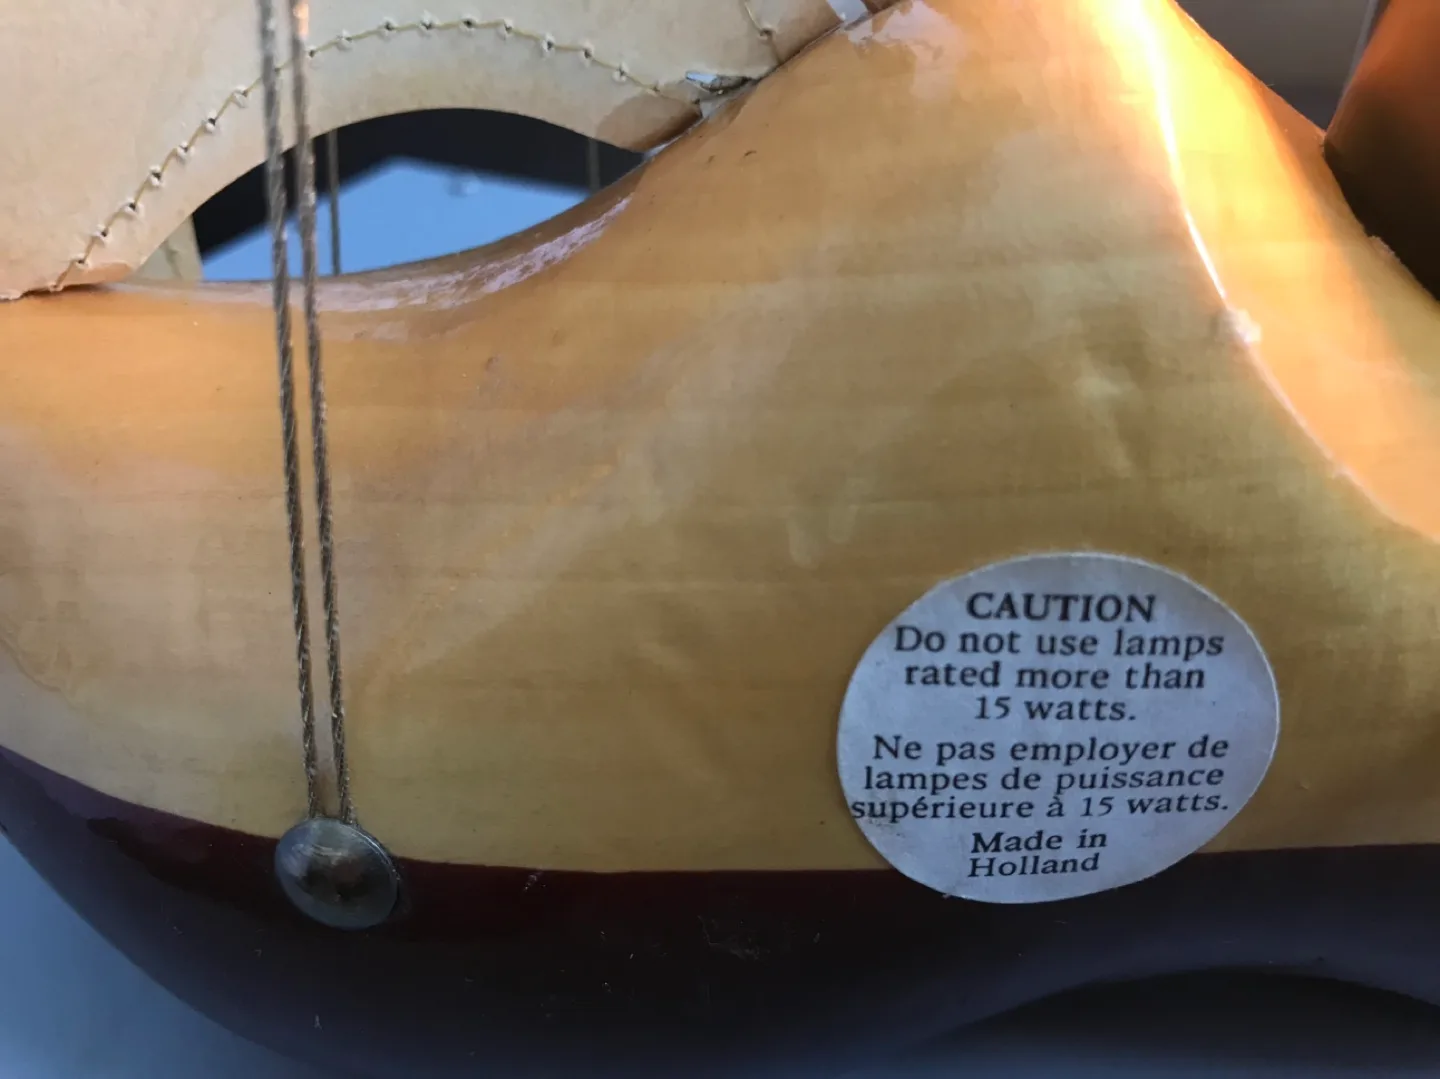 CAUTION
Do not use lamps
rated more than
15 watts.
Ne pas employer de
lampes de puissance
supérieure à 15 watts.
Made in
Holland